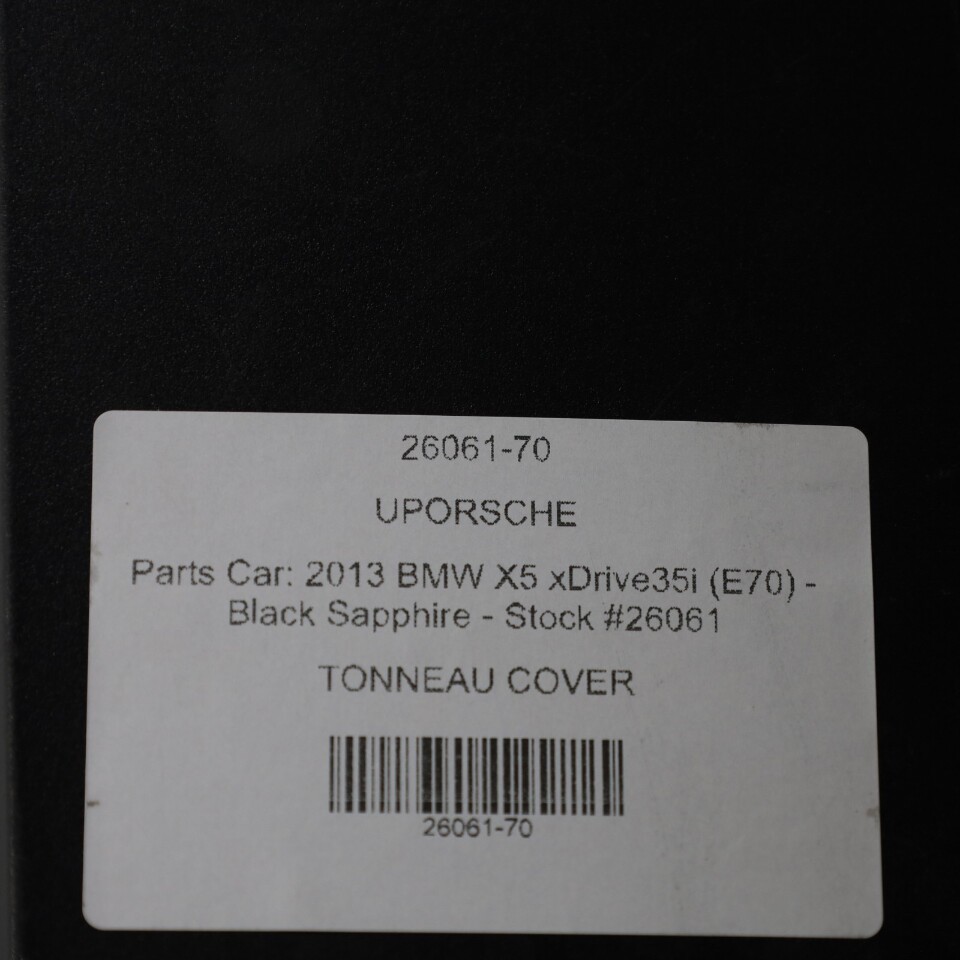 26061-70
UPORSCHE
Parts Car: 2013 BMW X5 xDrive35i (E70) -
Black Sapphire - Stock #26061
TONNEAU COVER
26061-70